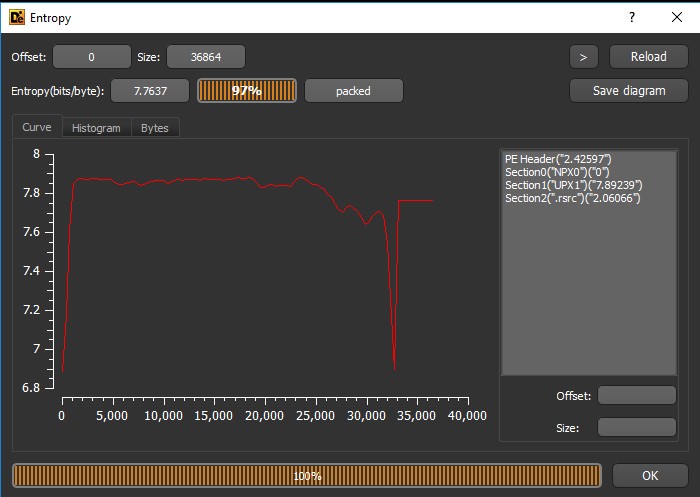 Entropy
?
Offset: 0 Size: 36864 > Reload
Entropy(bits/byte): 7.7637 97% packed Save diagram
Curve Histogram Bytes
8
7.8
7.6
7.4
7.2
7
6.8
0 5,000 10,000 15,000 20,000 25,000 30,000 35,000 40,000
PE Header("2.42597")
Section0("NPX0")("0")
Section1("UPX1")("7.89239")
Section2(".rsrc")("2.06066")
Offset:
Size:
100% OK